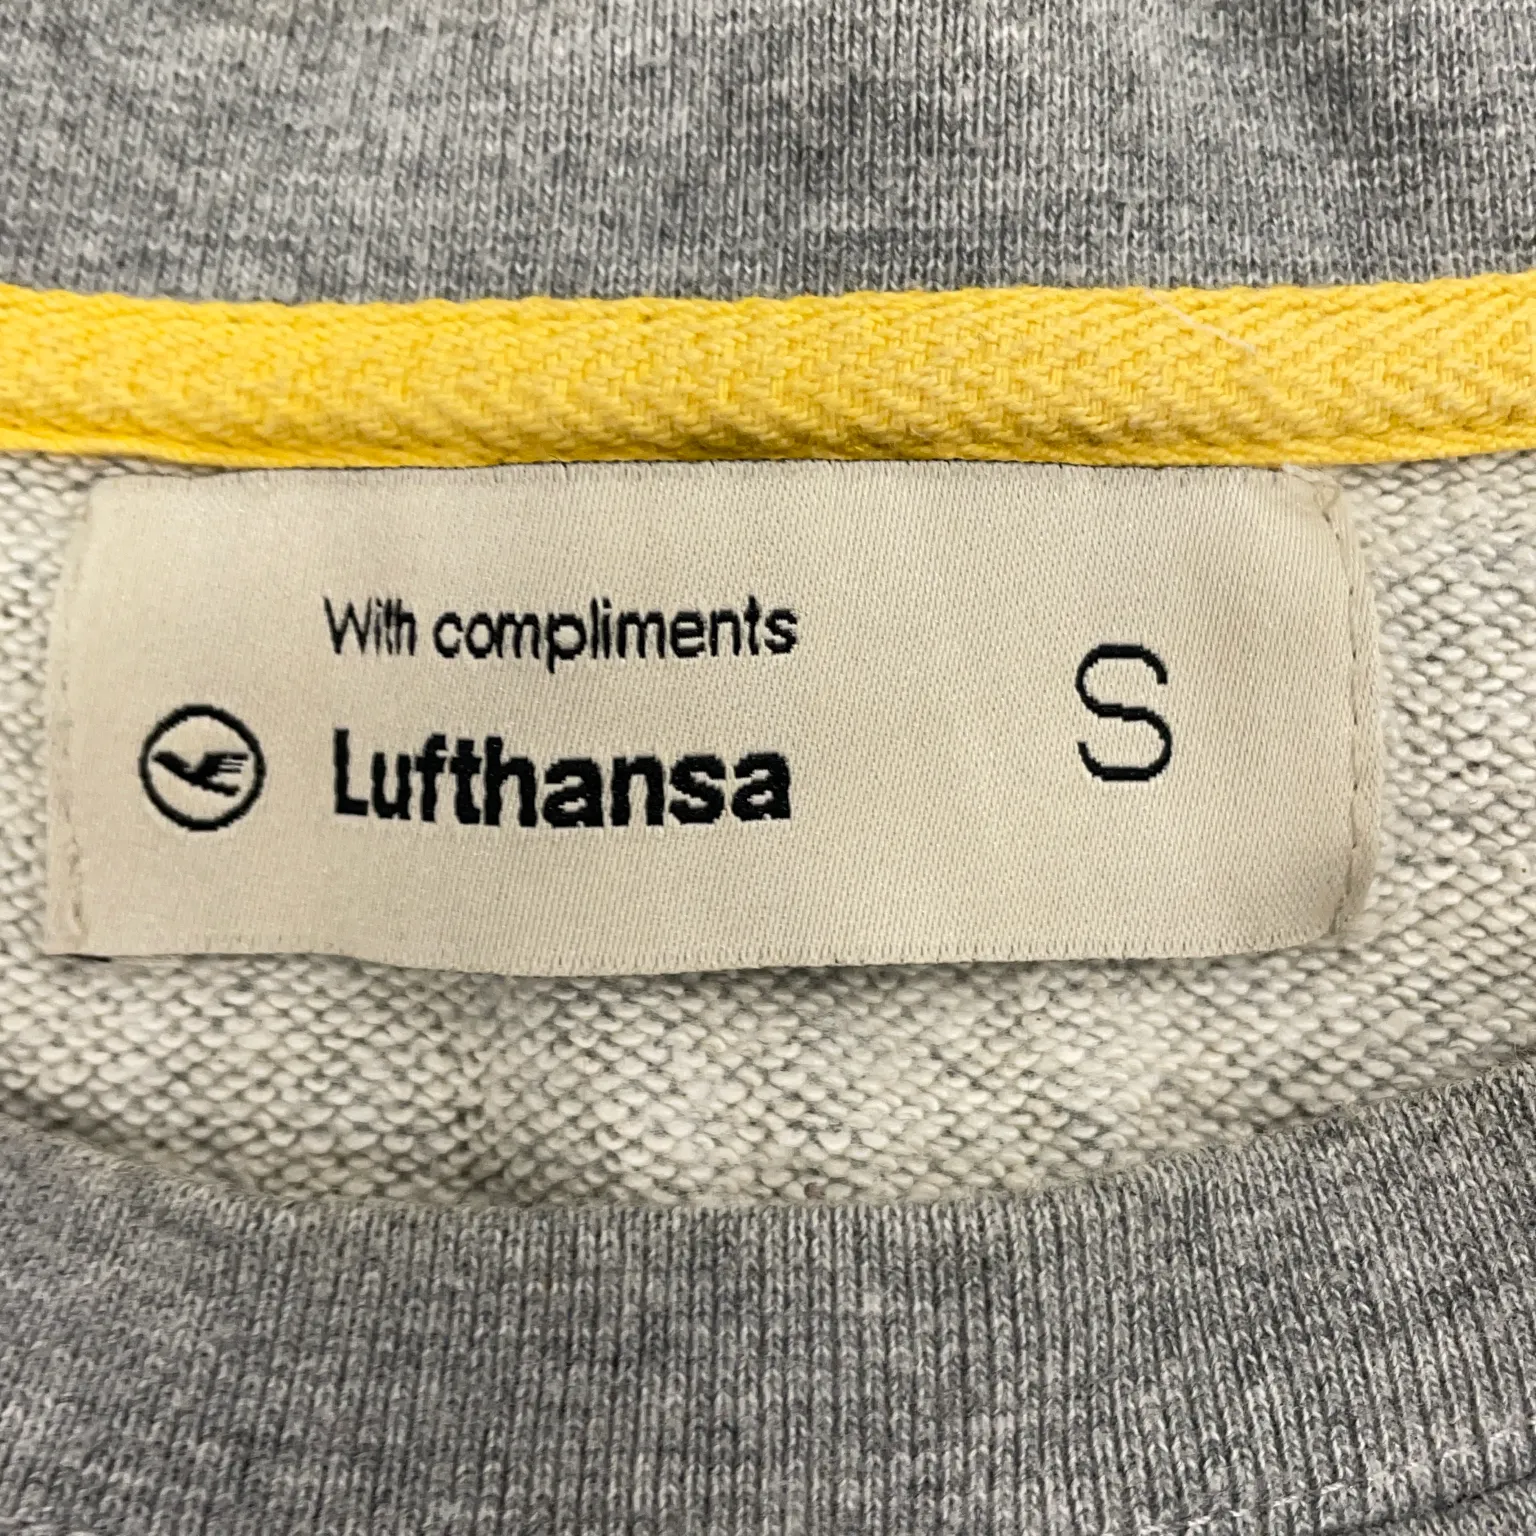 With compliments
Lufthansa
S